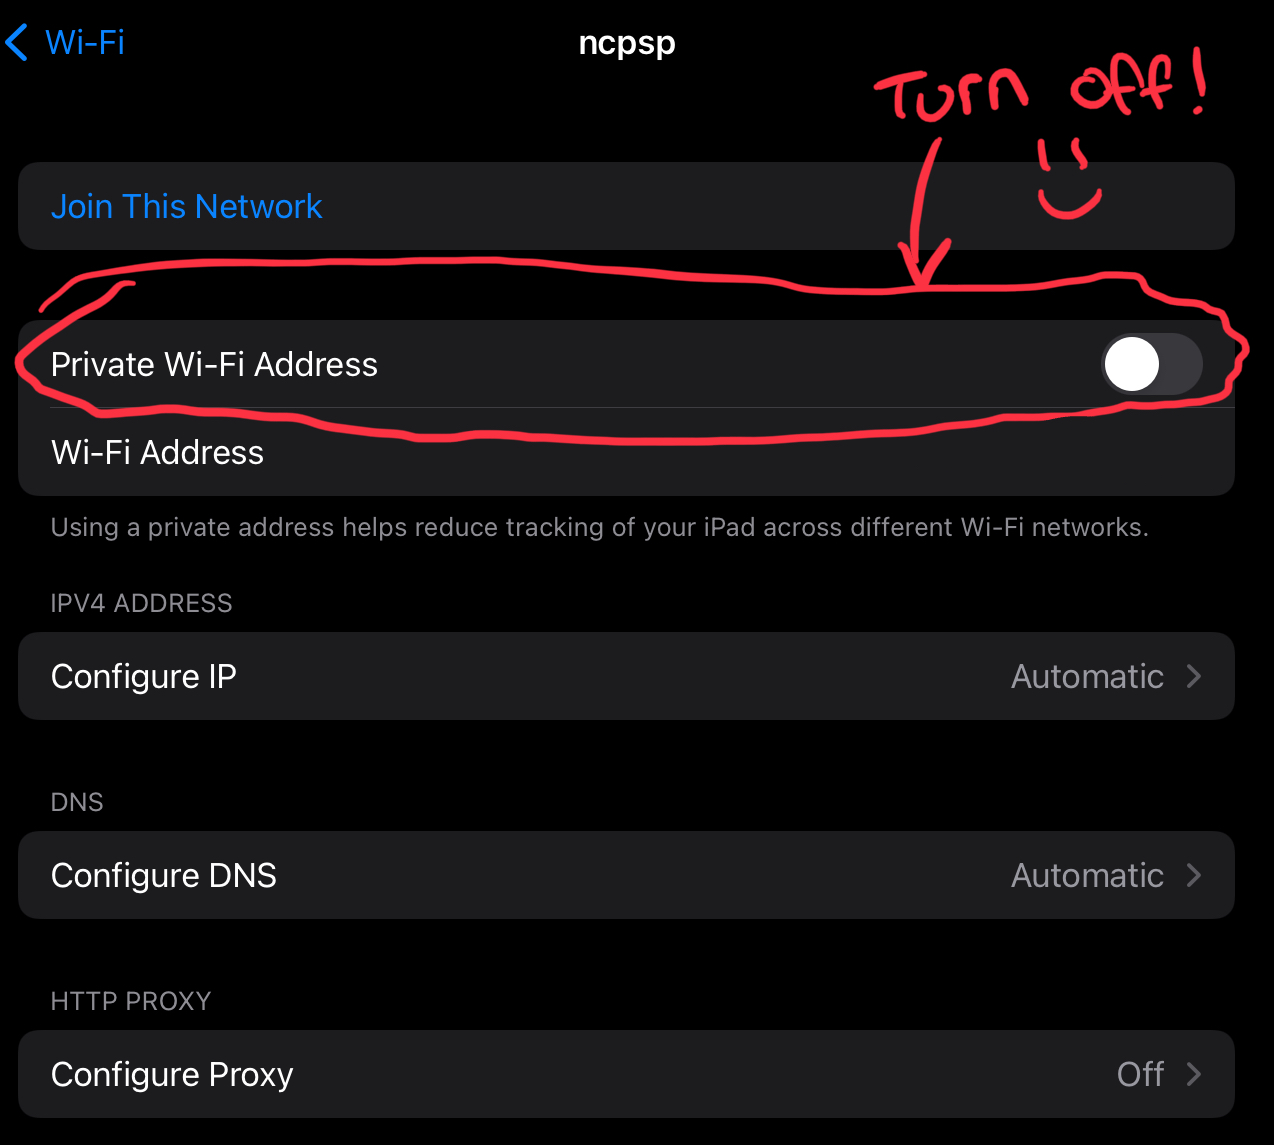 Wi-Fi
ncpsp
Turn off!
Join This Network
Private Wi-Fi Address
Wi-Fi Address
Using a private address helps reduce tracking of your iPad across different Wi-Fi networks.
IPV4 ADDRESS
Configure IP Automatic
DNS
Configure DNS Automatic
HTTP PROXY
Configure Proxy Off